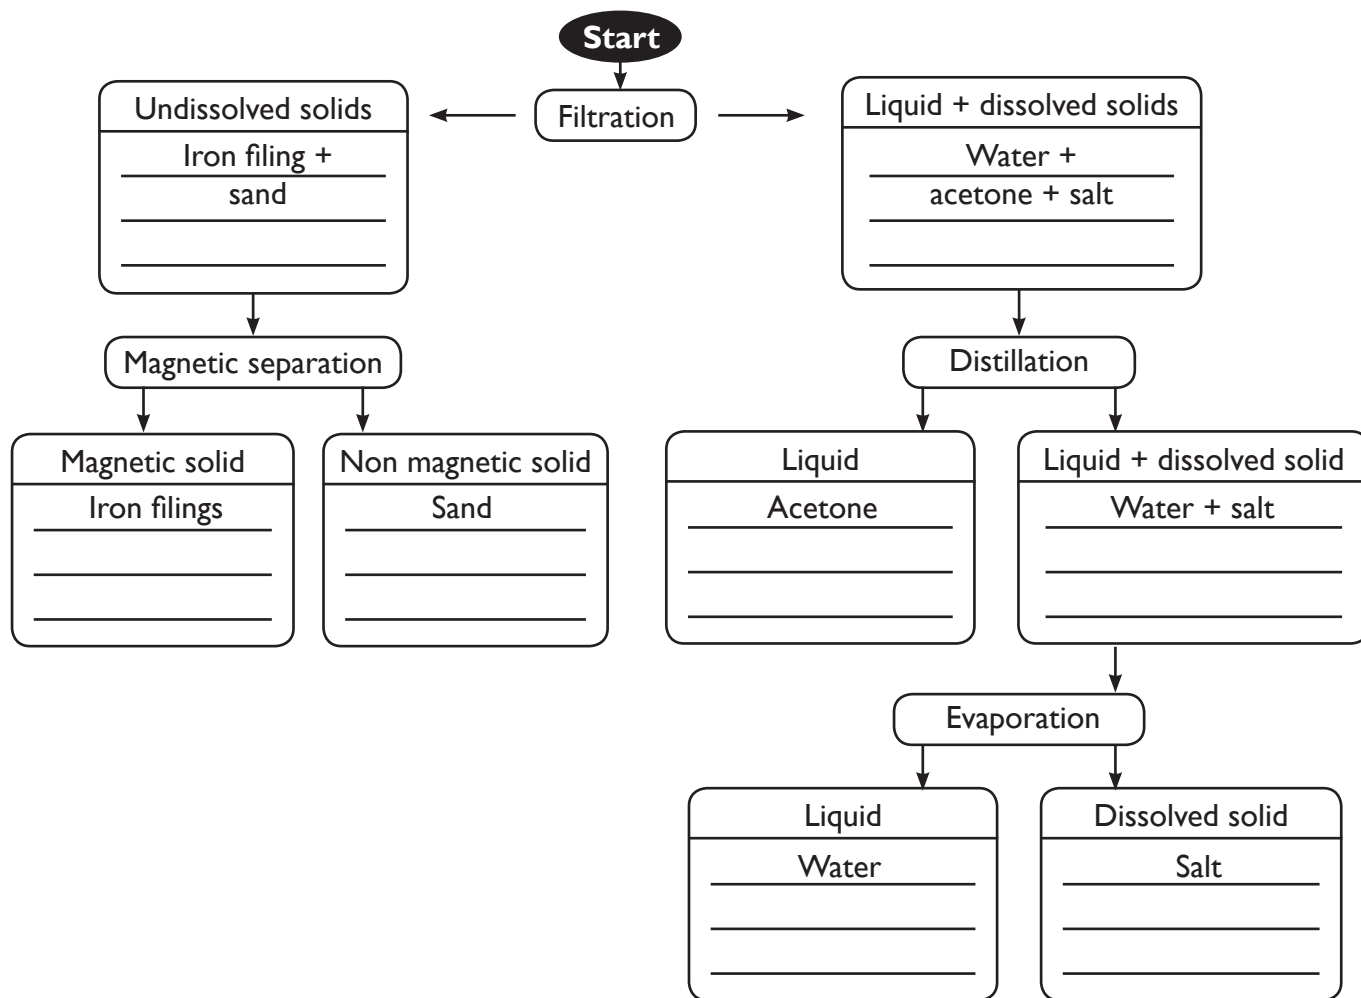 Start
Filtration
Undissolved solids
Iron filing +
sand
Liquid + dissolved solids
Water +
acetone + salt
Magnetic separation
Distillation
Magnetic solid
Iron filings
Non magnetic solid
Sand
Liquid
Acetone
Liquid + dissolved solid
Water + salt
Evaporation
Liquid
Water
Dissolved solid
Salt